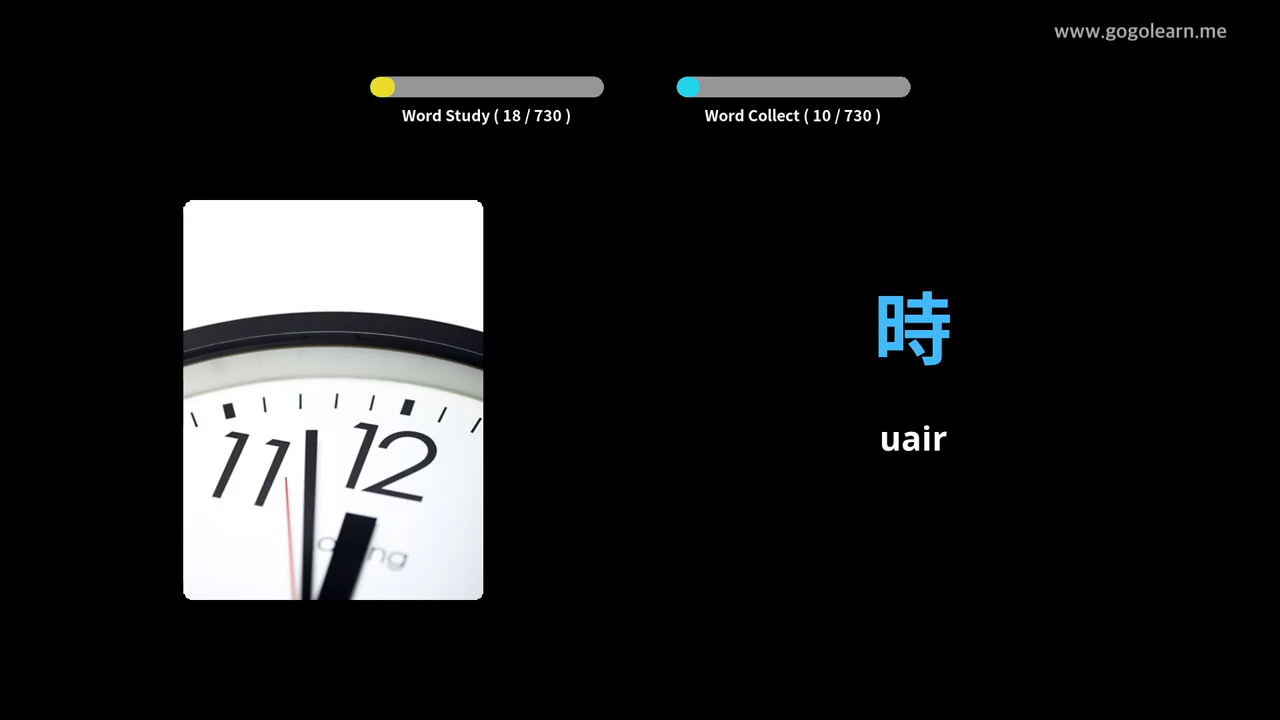 www.gogolearn.me
Word Study ( 18 / 730 )
Word Collect ( 10 / 730 )
11
12
時
uair